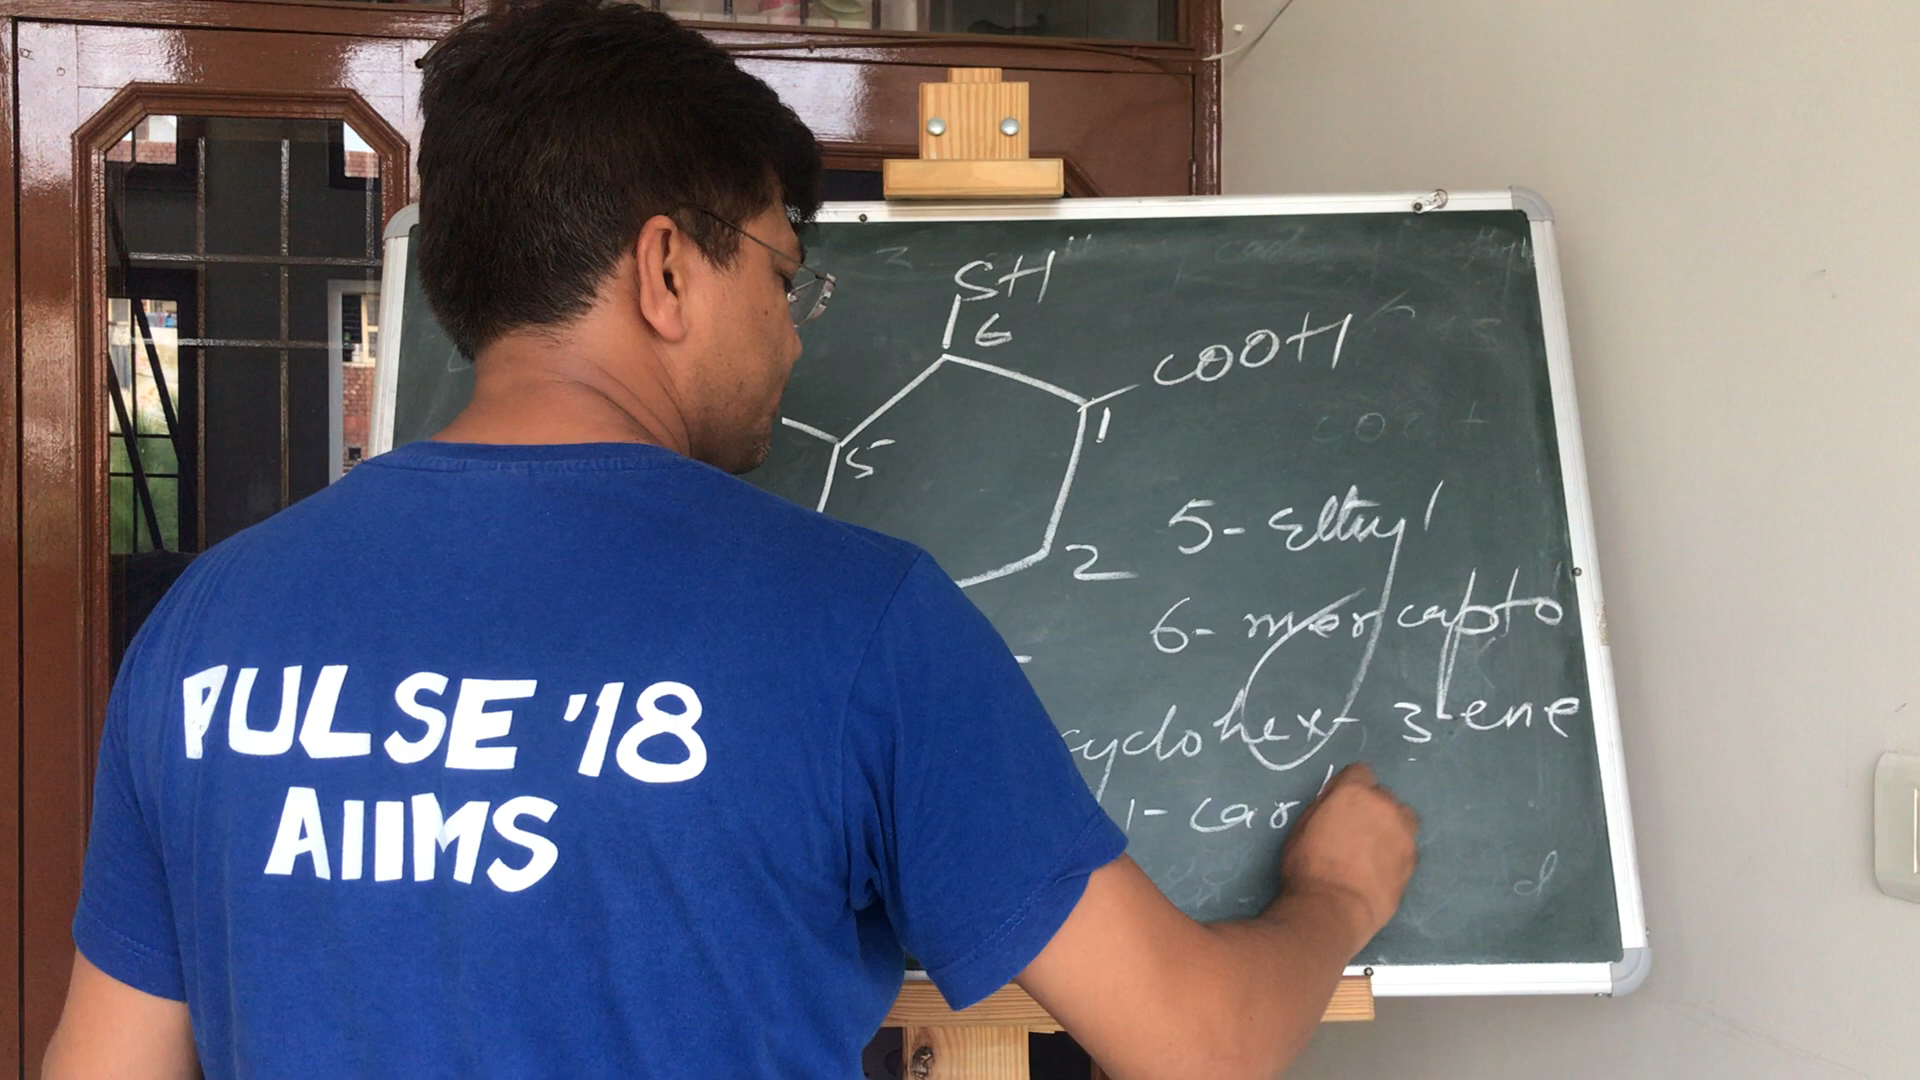 SH
6
COOH
1
5
2
5- Ethyl
6- mercapto
cyclohex- 3-ene
1- car
PULSE '18
AIIMS